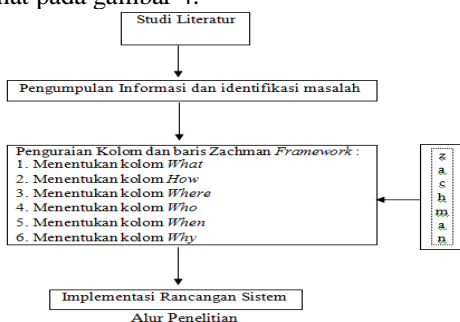 hat pada gambar 4.
Studi Literatur
Pengumpulan Informasi dan identifikasi masalah
Penguraian Kolom dan baris Zachman Framework :
1. Menentukan kolom What
2. Menentukan kolom How
3. Menentukan kolom Where
4. Menentukan kolom Who
5. Menentukan kolom When
6. Menentukan kolom Why
z
a
c
h
m
a
n
Implementasi Rancangan Sistem
Alur Penelitian